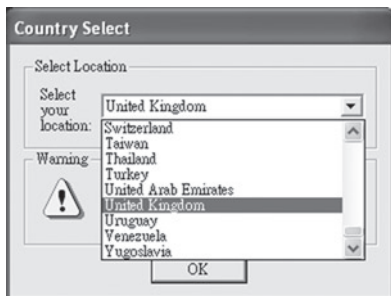 Country Select
Select Location
Select
your
location:
United Kingdom
Switzerland
Taiwan
Thailand
Turkey
United Arab Emirates
United Kingdom
Uruguay
Venezuela
Yugoslavia
Warning
OK